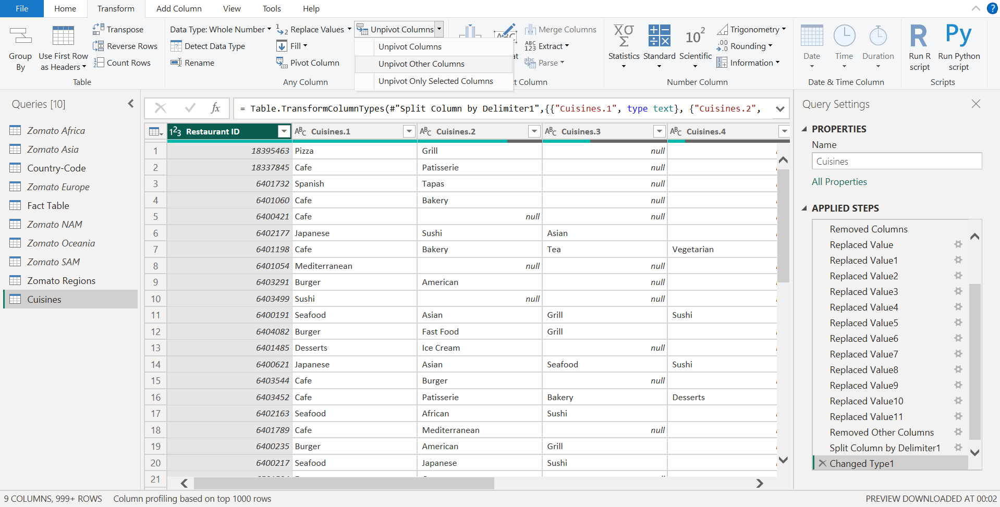 File Home Transform Add Column View Tools Help
Group By
Use First Row as Headers
Transpose
Reverse Rows
Count Rows
Table
Data Type: Whole Number
Detect Data Type
Rename
Replace Values
Fill
Pivot Column
Any Column
Unpivot Columns
Unpivot Columns
Unpivot Other Columns
Unpivot Only Selected Columns
Merge Columns
Extract
Parse
Column
Statistics
Standard
Scientific
Trigonometry
Rounding
Information
Number Column
Date
Time
Duration
Date & Time Column
Run R script
Run Python script
Scripts
Queries [10]
Zomato Africa
Zomato Asia
Country-Code
Zomato Europe
Fact Table
Zomato NAM
Zomato Oceania
Zomato SAM
Zomato Regions
Cuisines
fx = Table.TransformColumnTypes(#"Split Column by Delimiter1",{{"Cuisines.1", type text}, {"Cuisines.2",
Restaurant ID Cuisines.1 Cuisines.2 Cuisines.3 Cuisines.4
1 18395463 Pizza Grill null
2 18337845 Cafe Patisserie null
3 6401732 Spanish Tapas null
4 6401060 Cafe Bakery null
5 6400421 Cafe null null
6 6402177 Japanese Sushi Asian
7 6401198 Cafe Bakery Tea Vegetarian
8 6401054 Mediterranean null null
9 6403291 Burger American null
10 6403499 Sushi null null
11 6400191 Seafood Asian Grill Sushi
12 6404082 Burger Fast Food Grill
13 6401485 Desserts Ice Cream null
14 6400621 Japanese Asian Seafood Sushi
15 6403544 Cafe Burger null
16 6403452 Cafe Patisserie Bakery Desserts
17 6402163 Seafood African Sushi
18 6401789 Cafe Mediterranean null
19 6400235 Burger American Grill
20 6400217 Seafood Japanese Sushi
21
Query Settings
PROPERTIES
Name
Cuisines
All Properties
APPLIED STEPS
Removed Columns
Replaced Value
Replaced Value1
Replaced Value2
Replaced Value3
Replaced Value4
Replaced Value5
Replaced Value6
Replaced Value7
Replaced Value8
Replaced Value9
Replaced Value10
Replaced Value11
Removed Other Columns
Split Column by Delimiter1
Changed Type1
9 COLUMNS, 999+ ROWS Column profiling based on top 1000 rows
PREVIEW DOWNLOADED AT 00:02